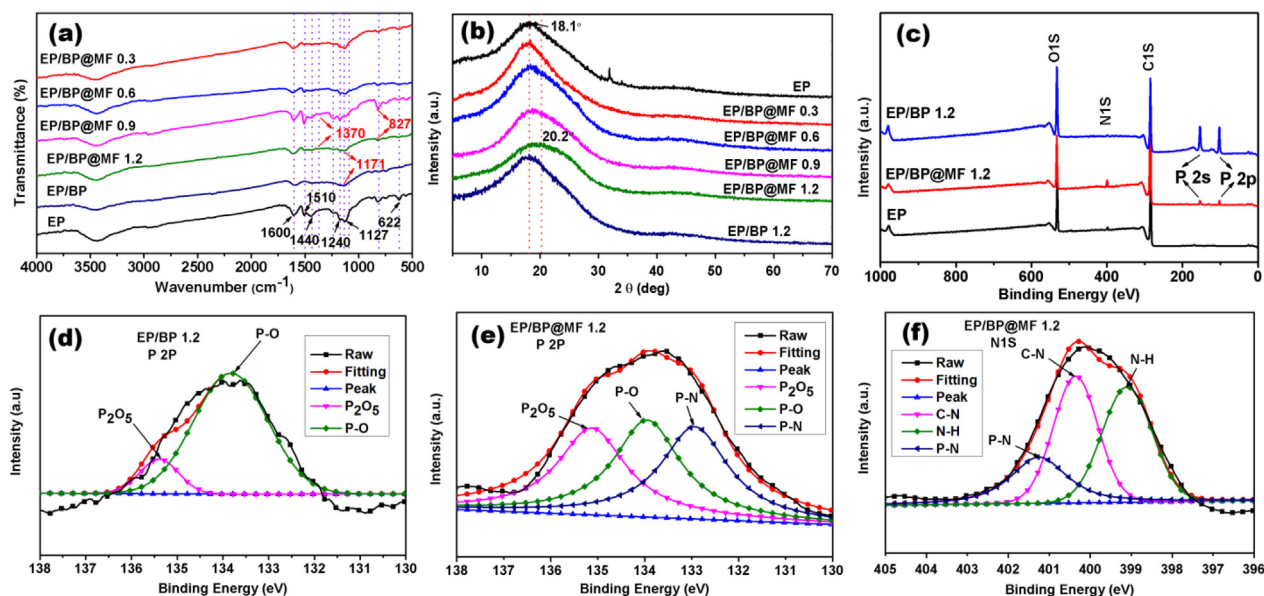 (a)
EP/BP@MF 0.3
EP/BP@MF 0.6
EP/BP@MF 0.9
EP/BP@MF 1.2
EP/BP
EP
1370
827
1171
1510
1600
1440
1240
1127
622
Transmittance (%)
4000 3500 3000 2500 2000 1500 1000 500
Wavenumber (cm⁻¹)
(b)
18.1°
EP
EP/BP@MF 0.3
EP/BP@MF 0.6
20.2°
EP/BP@MF 0.9
EP/BP@MF 1.2
EP/BP 1.2
Intensity (a.u.)
10 20 30 40 50 60 70
2 θ (deg)
(c)
O1S
C1S
N1S
EP/BP 1.2
P 2s
P 2p
EP/BP@MF 1.2
EP
Intensity (a.u.)
1000 800 600 400 200 0
Binding Energy (eV)
(d)
EP/BP 1.2
P 2P
P-O
P₂O₅
Raw
Fitting
Peak
P₂O₅
P-O
Intensity (a.u)
138 137 136 135 134 133 132 131 130
Binding Energy (eV)
(e)
EP/BP@MF 1.2
P 2P
P₂O₅
P-O
P-N
Raw
Fitting
Peak
P₂O₅
P-O
P-N
Intensity (a.u.)
138 137 136 135 134 133 132 131 130
Binding Energy (eV)
(f)
EP/BP@MF 1.2
N1S
C-N
N-H
P-N
Raw
Fitting
Peak
C-N
N-H
P-N
Intensity (a.u.)
405 404 403 402 401 400 399 398 397 396
Binding Energy (eV)